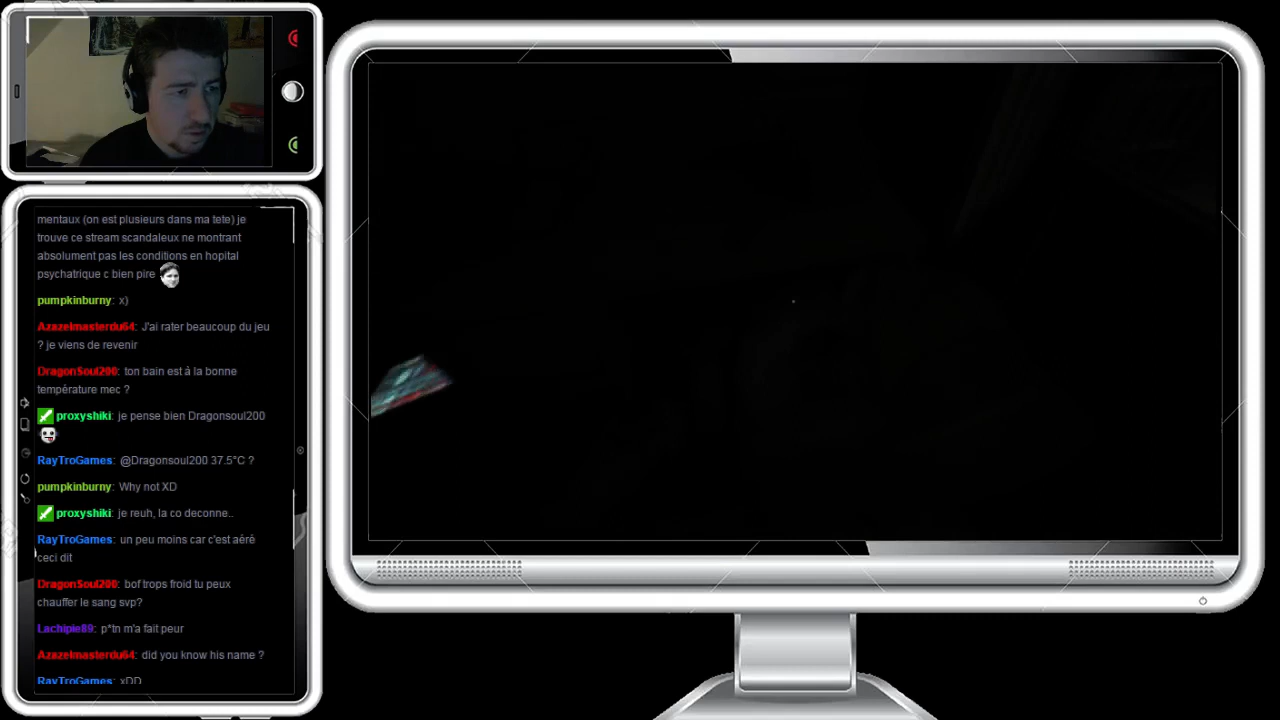 mentaux (on est plusieurs dans ma tete) je
trouve ce stream scandaleux ne montrant
absolument pas les conditions en hopital
psychatrique c bien pire
pumpkinburny: x)
Azazelmasterdu64: J'ai rater beaucoup du jeu
? je viens de revenir
DragonSoul200: ton bain est á la bonne
température mec ?
proxyshiki: je pense bien Dragonsoul200
RayTroGames: @Dragonsoul200 37.5°C ?
pumpkinburny: Why not XD
proxyshiki: je reuh, la co deconne..
RayTroGames: un peu moins car c'est aéré
ceci dit
DragonSoul200: bof trops froid tu peux
chauffer le sang svp?
Lachipie89: p*tn m'a fait peur
Azazelmasterdu64: did you know his name ?
RayTroGames: xDD